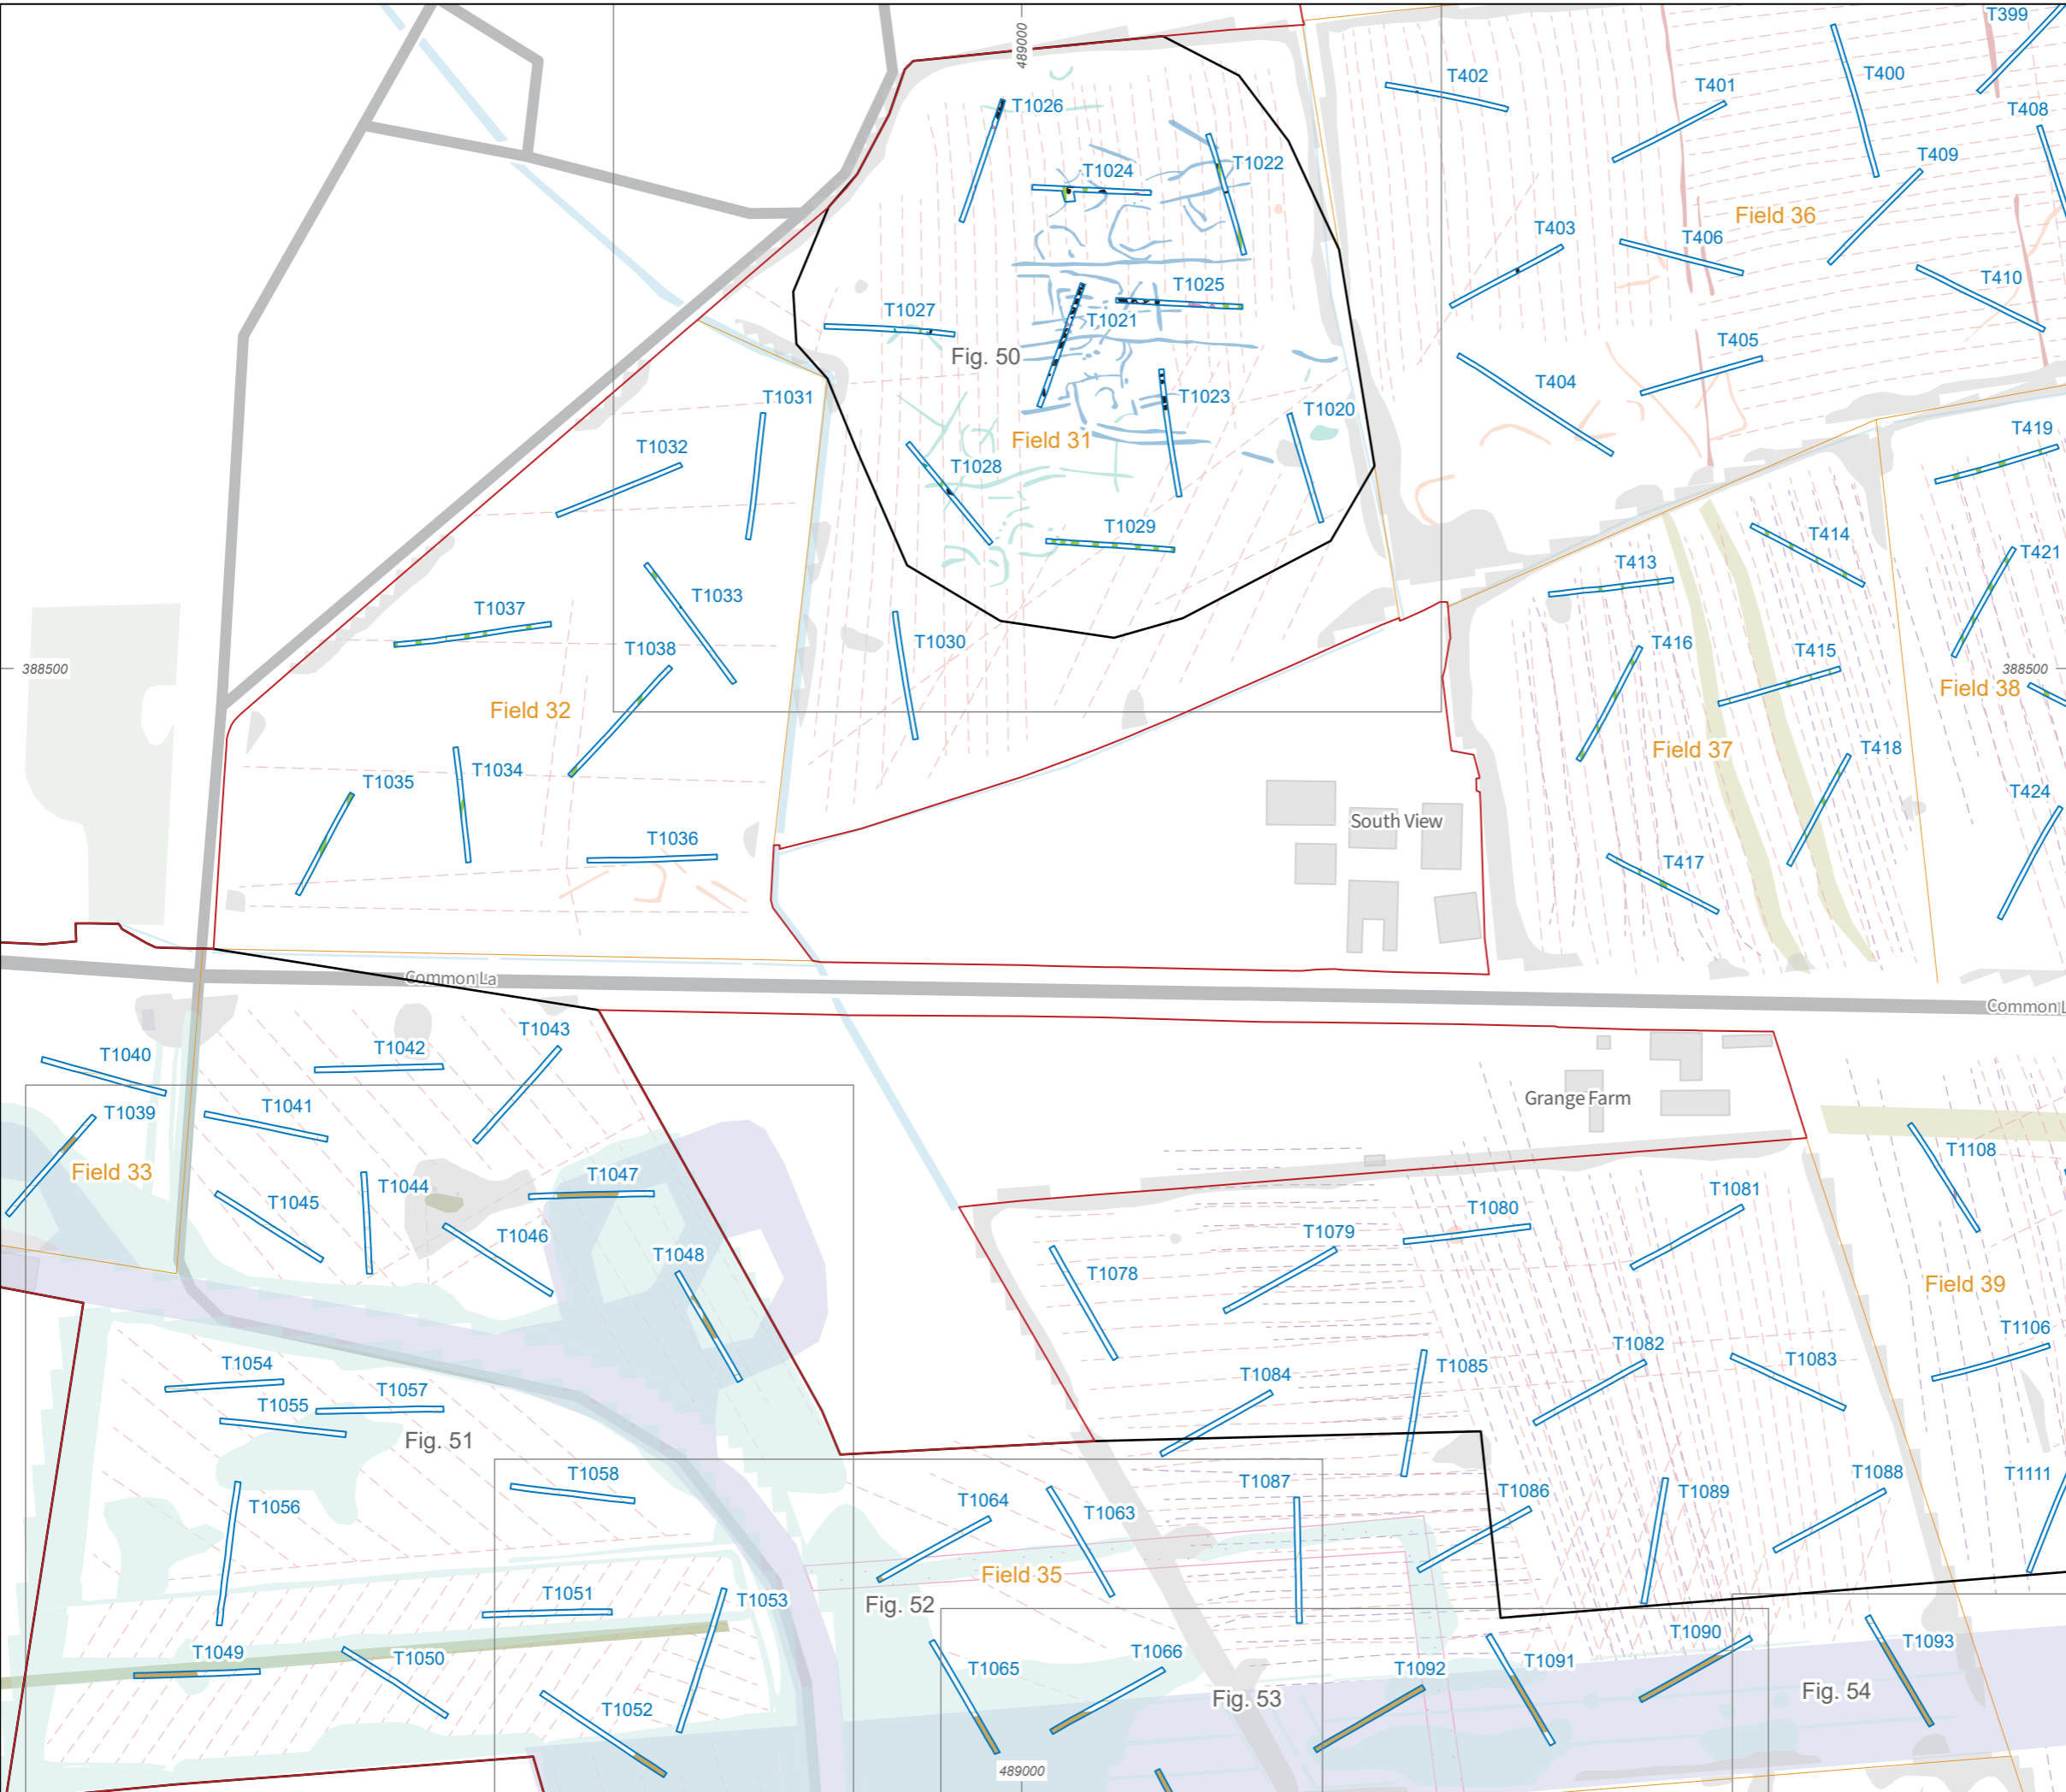 T399
489000
T402
T401
T400
T1026
T408
T1024
T1022
T409
Field 36
T403
T406
T1025
T410
T1027
T1021
Fig. 50
T405
T404
T1031
T1023
T1020
T1032
Field 31
T419
T1028
T1029
T414
T421
T413
T1033
T1037
T1038
T1030
T416
T415
388500
388500
Field 38
Field 32
Field 37
T418
T1035
T1034
T424
South View
T1036
T417
Common La
Common L
T1043
T1040
T1042
Grange Farm
T1039
T1041
T1108
Field 33
T1047
T1044
T1045
T1081
T1080
T1046
T1079
T1048
T1078
Field 39
T1106
T1082
T1083
T1054
T1085
T1084
T1057
T1055
Fig. 51
T1058
T1111
T1087
T1088
T1086
T1089
T1064
T1056
T1063
Field 35
T1051
T1053
Fig. 52
T1090
T1093
T1049
T1050
T1066
T1091
T1065
T1092
Fig. 54
Fig. 53
T1052
489000